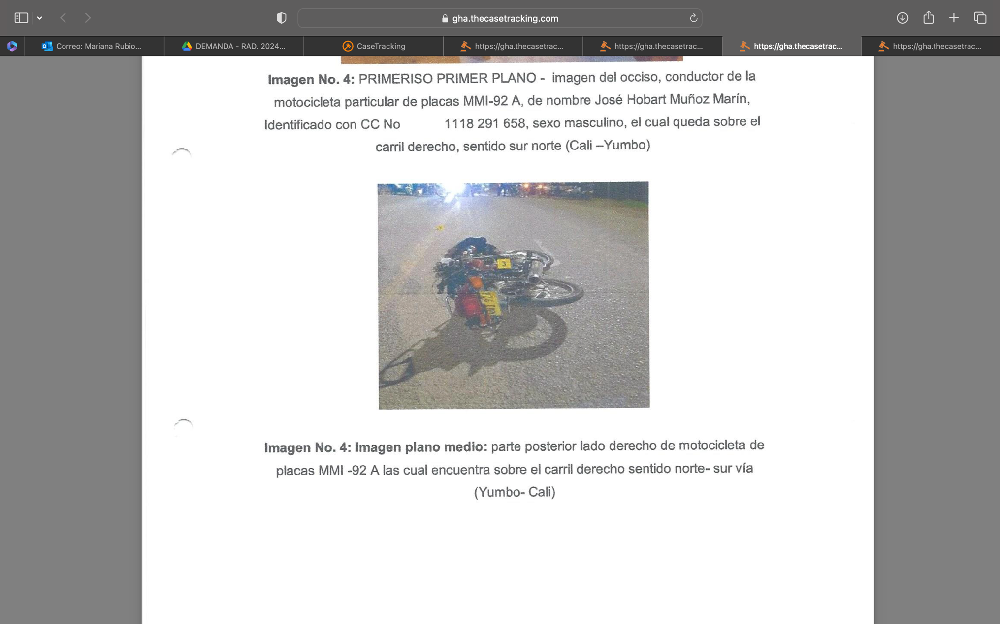 gha.thecasetracking.com
Correo: Mariana Rubio...
DEMANDA - RAD. 2024...
CaseTracking
https://gha.thecasetrac...
https://gha.thecasetrac...
https://gha.thecasetrac...
https://gha.thecasetrac...
Imagen No. 4: PRIMERISO PRIMER PLANO - imagen del occiso, conductor de la
motocicleta particular de placas MMI-92 A, de nombre José Hobart Muñoz Marín,
Identificado con CC No 1118 291 658, sexo masculino, el cual queda sobre el
carril derecho, sentido sur norte (Cali –Yumbo)
3
Imagen No. 4: Imagen plano medio: parte posterior lado derecho de motocicleta de
placas MMI -92 A las cual encuentra sobre el carril derecho sentido norte- sur vía
(Yumbo- Cali)